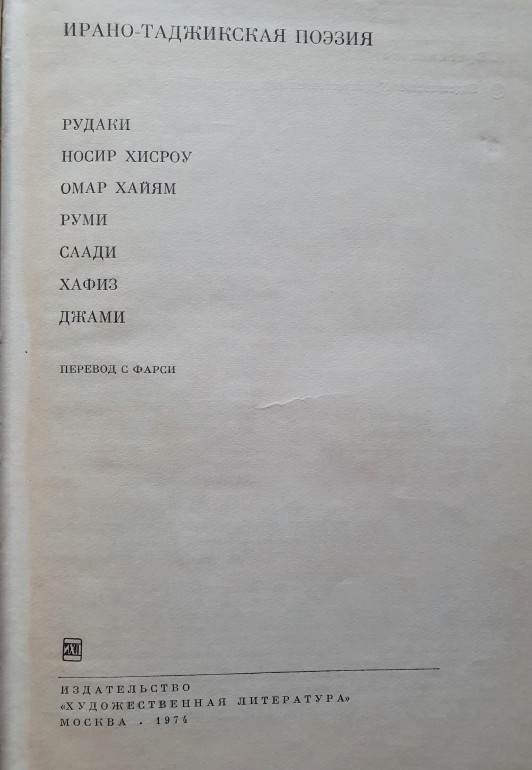 ИРАНО-ТАДЖИКСКАЯ ПОЭЗИЯ
РУДАКИ
НОСИР ХИСРОУ
ОМАР ХАЙЯМ
РУМИ
СААДИ
ХАФИЗ
ДЖАМИ
ПЕРЕВОД С ФАРСИ
ИХЛ
ИЗДАТЕЛЬСТВО
«ХУДОЖЕСТВЕННАЯ ЛИТЕРАТУРА»
МОСКВА . 1974